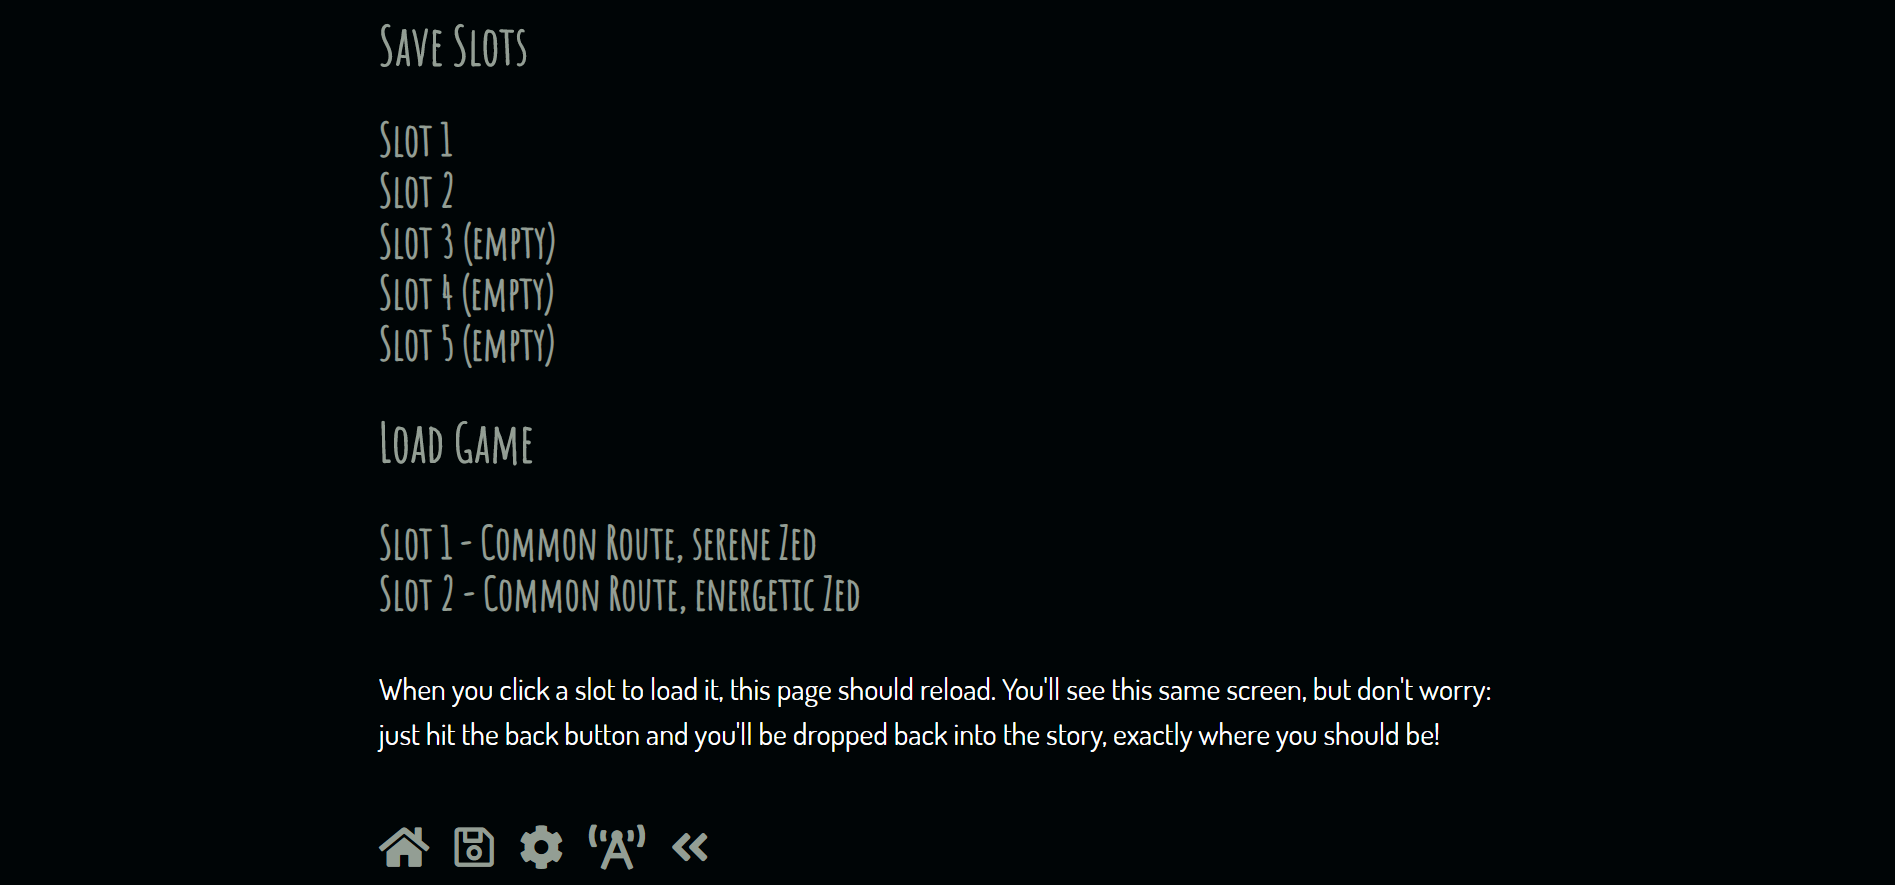 Save Slots
Slot 1
Slot 2
Slot 3 (empty)
Slot 4 (empty)
Slot 5 (empty)
Load Game
Slot 1 - Common Route, serene Zed
Slot 2 - Common Route, energetic Zed
When you click a slot to load it, this page should reload. You'll see this same screen, but don't worry:
just hit the back button and you'll be dropped back into the story, exactly where you should be!